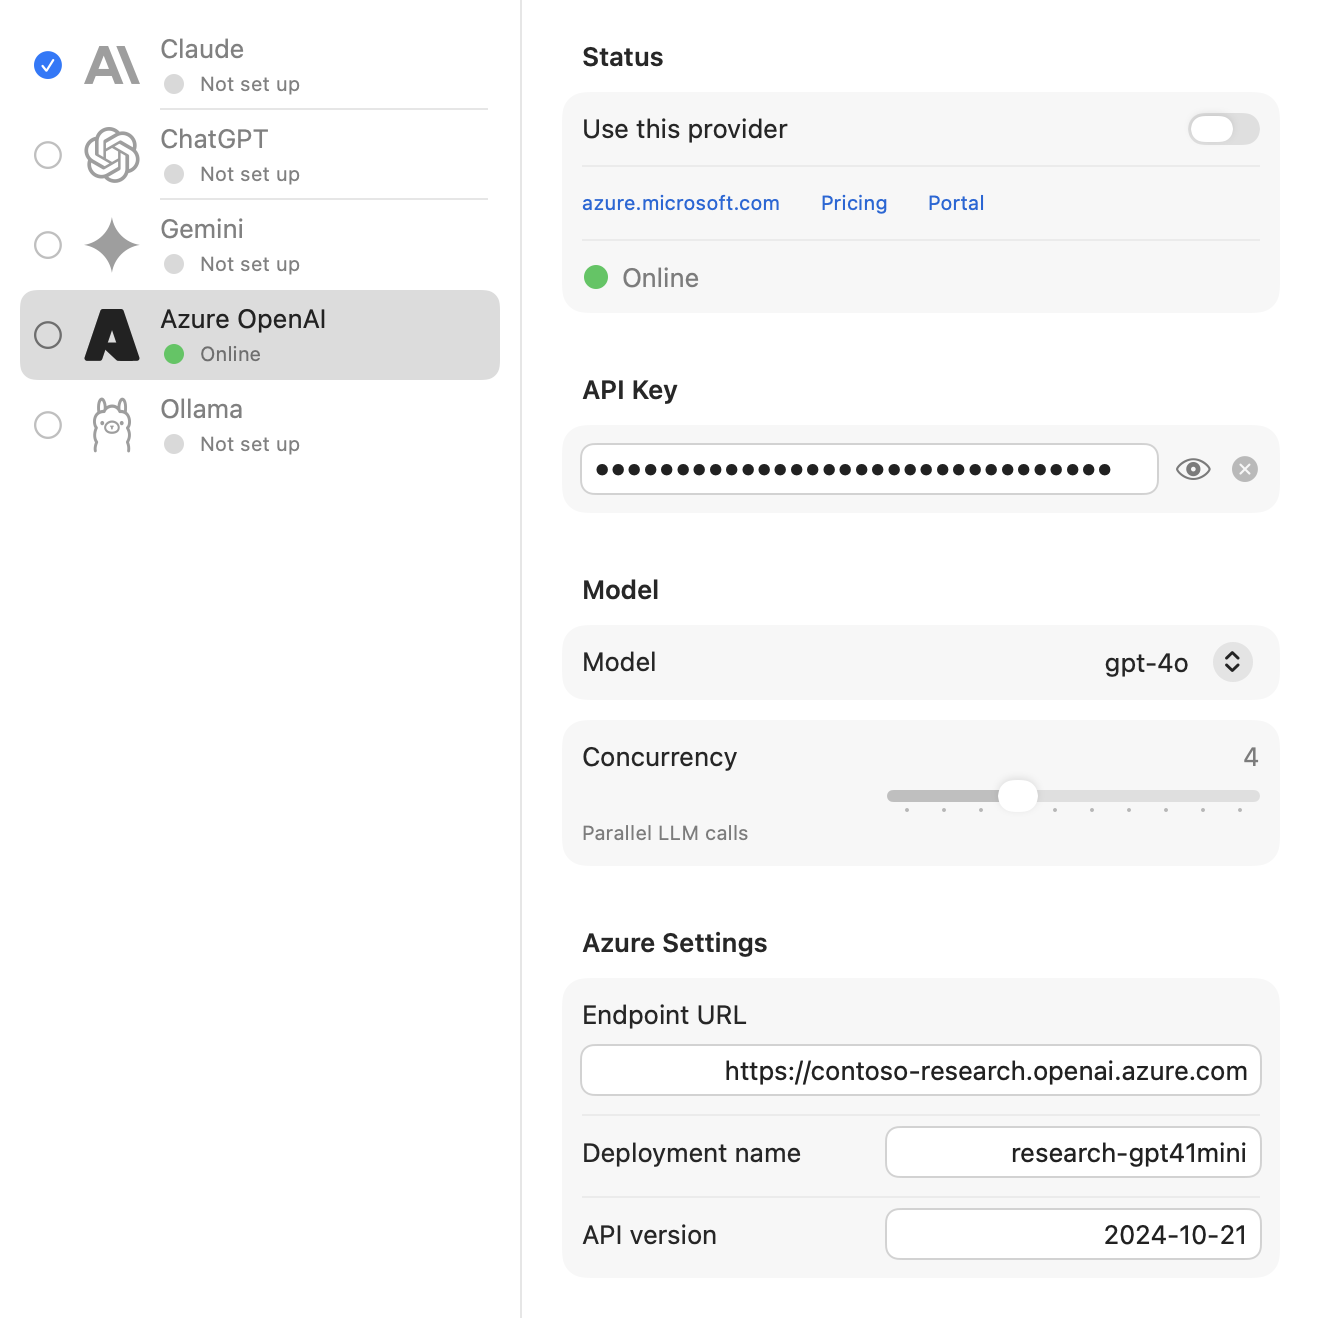 Claude
Not set up
ChatGPT
Not set up
Gemini
Not set up
Azure OpenAI
Online
Ollama
Not set up
Status
Use this provider
azure.microsoft.com Pricing Portal
Online
API Key
••••••••••••••••••••••••••••••••
Model
Model gpt-4o
Concurrency 4
Parallel LLM calls
Azure Settings
Endpoint URL
https://contoso-research.openai.azure.com
Deployment name research-gpt41mini
API version 2024-10-21